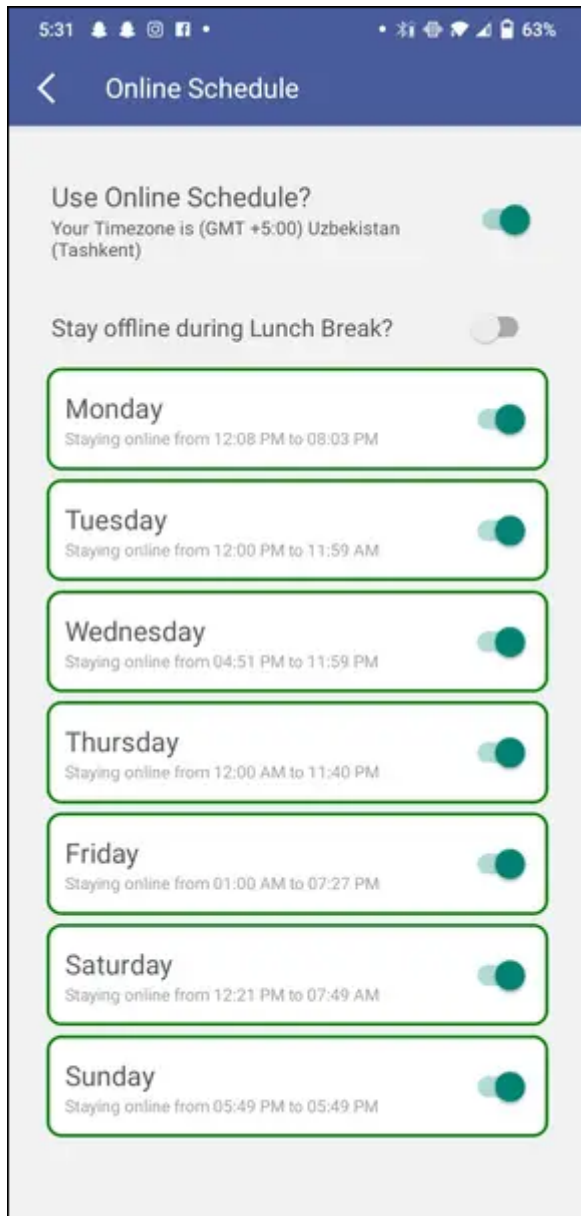 5:31
63%
Online Schedule
Use Online Schedule?
Your Timezone is (GMT +5:00) Uzbekistan
(Tashkent)
Stay offline during Lunch Break?
Monday
Staying online from 12:08 PM to 08:03 PM
Tuesday
Staying online from 12:00 PM to 11:59 AM
Wednesday
Staying online from 04:51 PM to 11:59 PM
Thursday
Staying online from 12:00 AM to 11:40 PM
Friday
Staying online from 01:00 AM to 07:27 PM
Saturday
Staying online from 12:21 PM to 07:49 AM
Sunday
Staying online from 05:49 PM to 05:49 PM